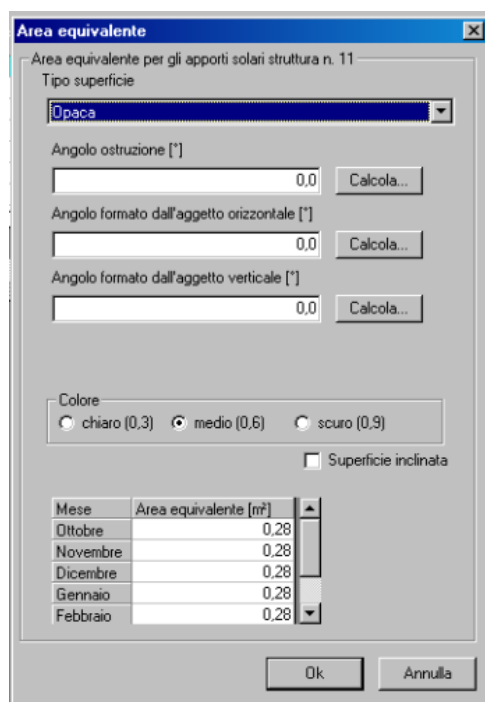 Area equivalente
Area equivalente per gli apporti solari struttura n. 11
Tipo superficie
Opaca
Angolo ostruzione [°]
0,0 Calcola...
Angolo formato dall'aggetto orizzontale [°]
0,0 Calcola...
Angolo formato dall'aggetto verticale [°]
0,0 Calcola...
Colore
chiaro (0,3) medio (0,6) scuro (0,9)
Superficie inclinata
Mese Area equivalente [m²]
Ottobre 0,28
Novembre 0,28
Dicembre 0,28
Gennaio 0,28
Febbraio 0,28
Ok Annulla